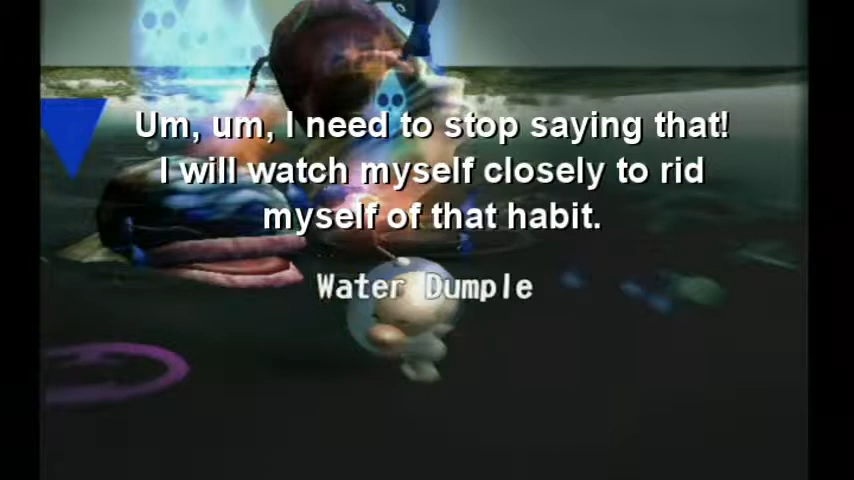 Um, um, I need to stop saying that!
I will watch myself closely to rid
myself of that habit.
Water Dumple